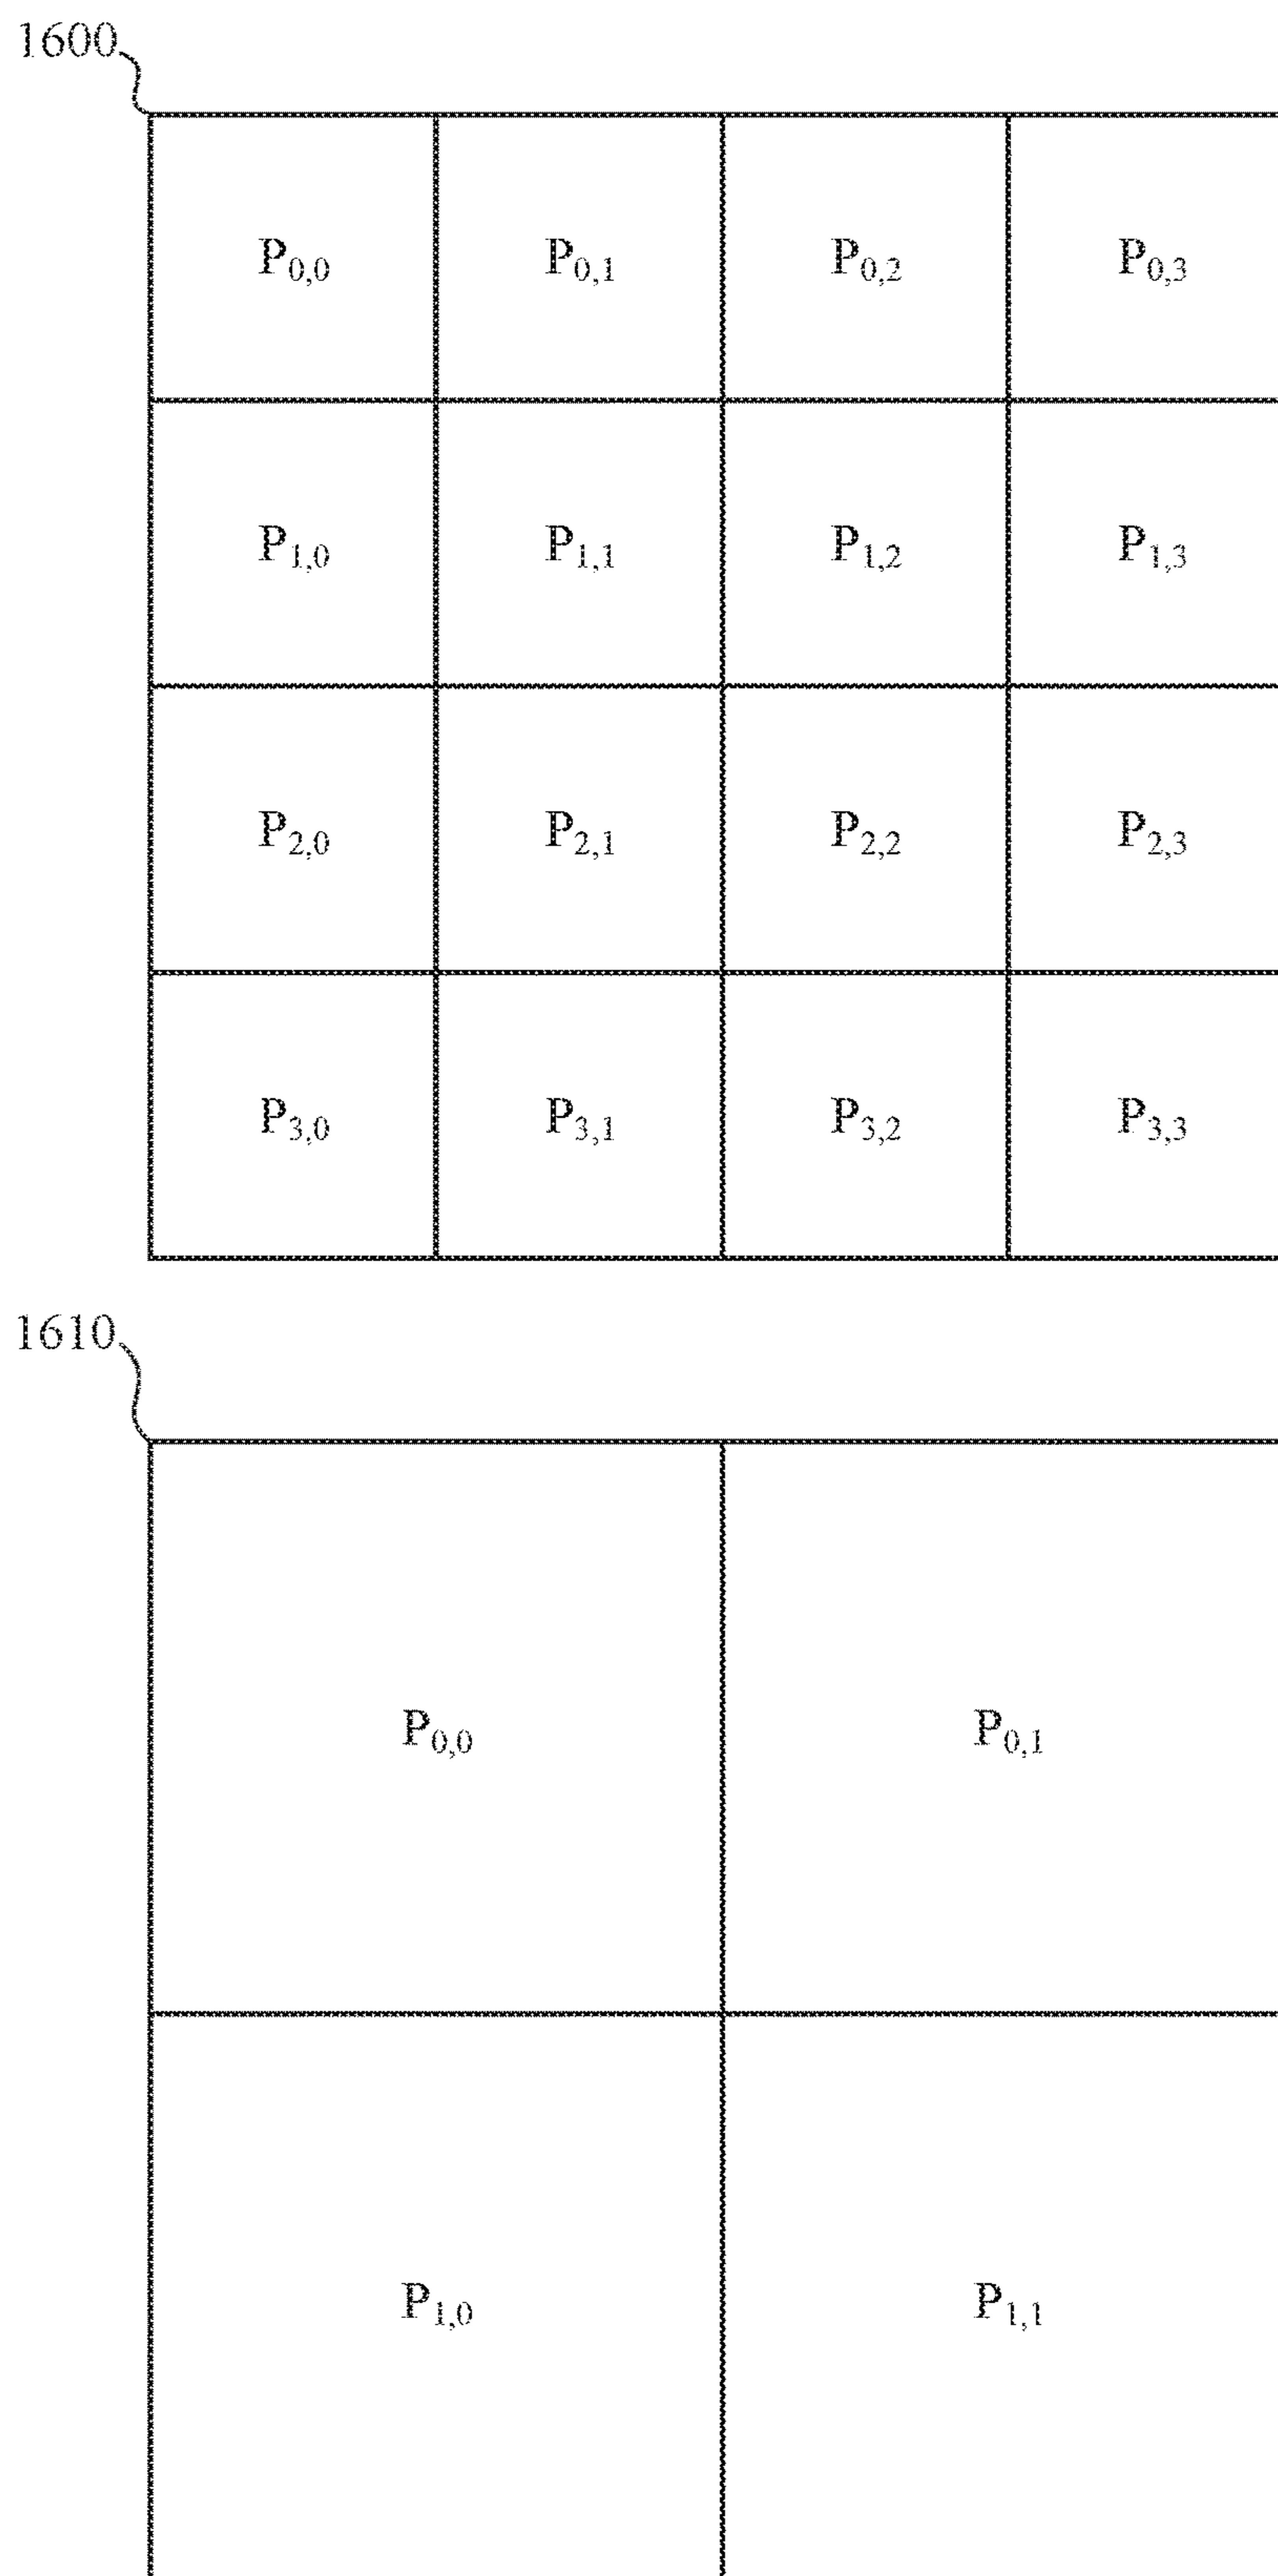 1600
P0,0 P0,1 P0,2 P0,3
P1,0 P1,1 P1,2 P1,3
P2,0 P2,1 P2,2 P2,3
P3,0 P3,1 P3,2 P3,3
1610
P0,0 P0,1
P1,0 P1,1